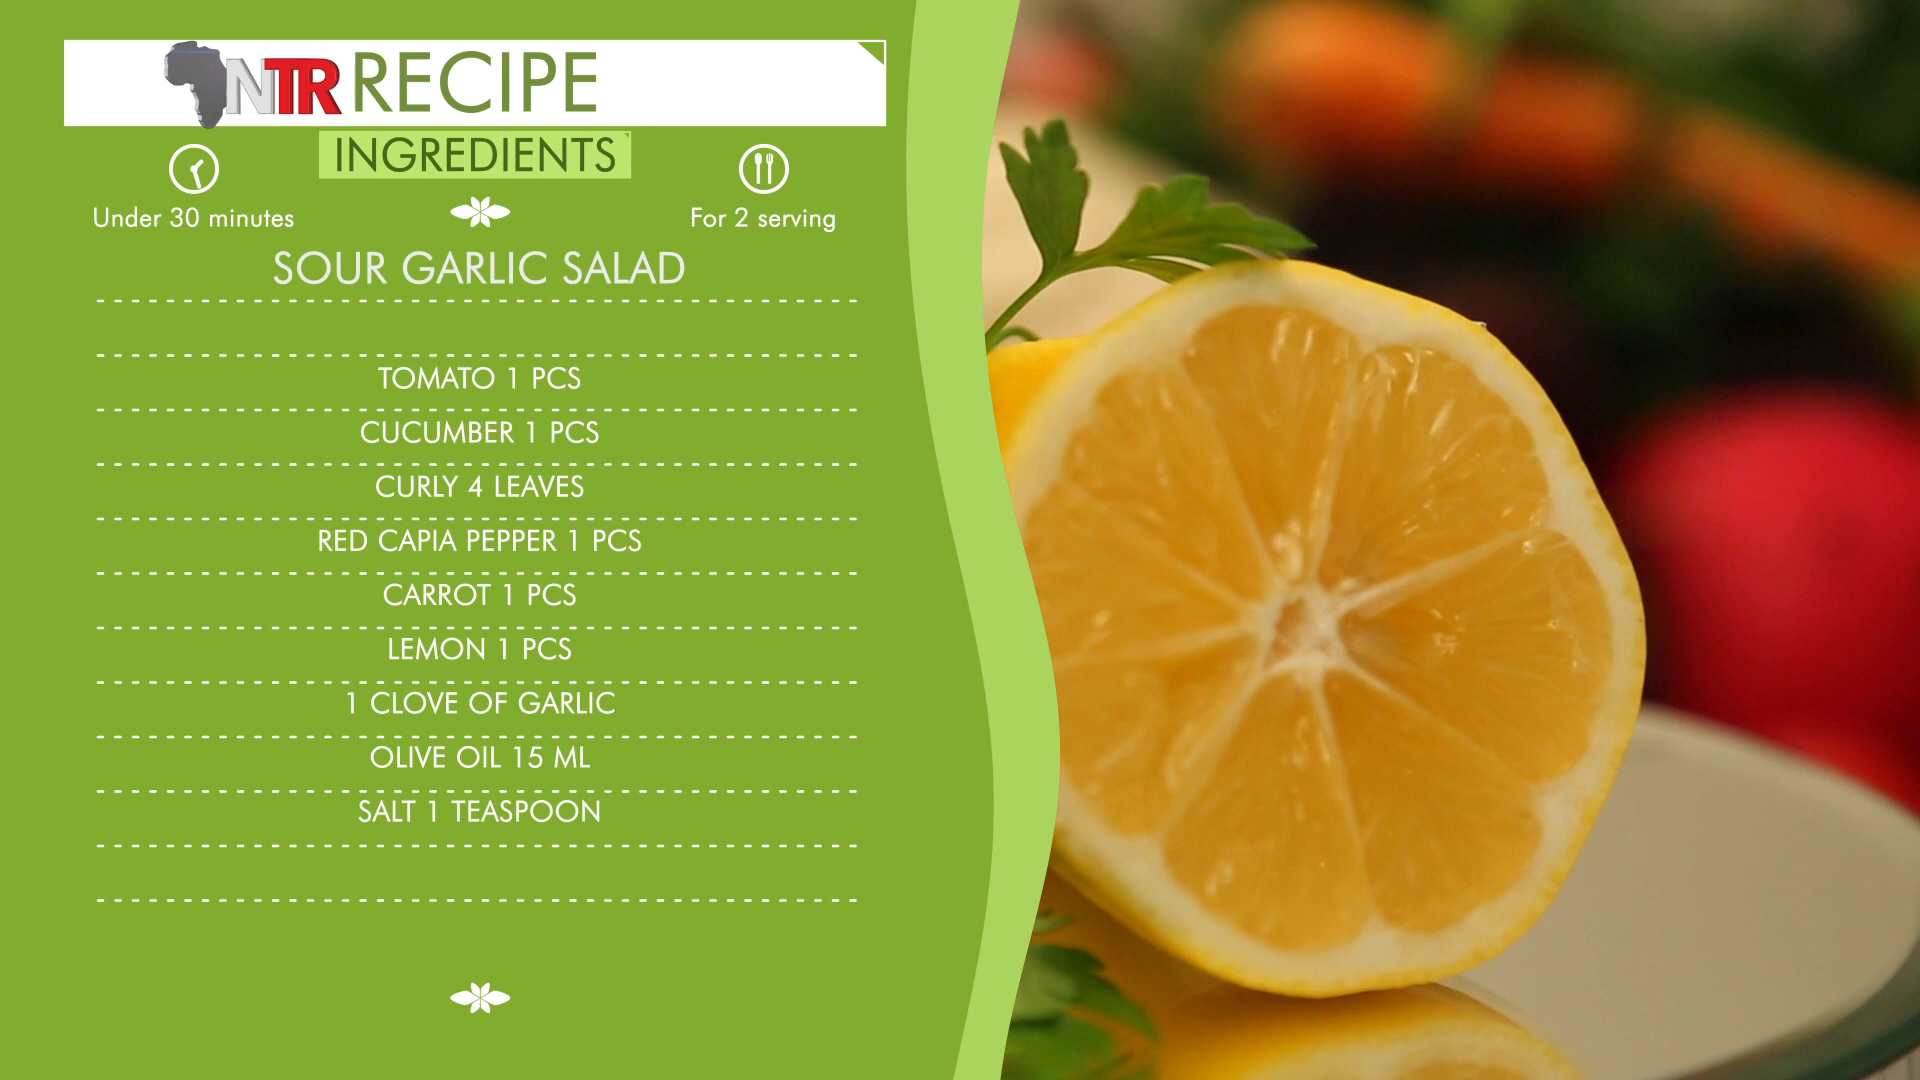 NTR RECIPE
INGREDIENTS
Under 30 minutes
For 2 serving
SOUR GARLIC SALAD
TOMATO 1 PCS
CUCUMBER 1 PCS
CURLY 4 LEAVES
RED CAPIA PEPPER 1 PCS
CARROT 1 PCS
LEMON 1 PCS
1 CLOVE OF GARLIC
OLIVE OIL 15 ML
SALT 1 TEASPOON